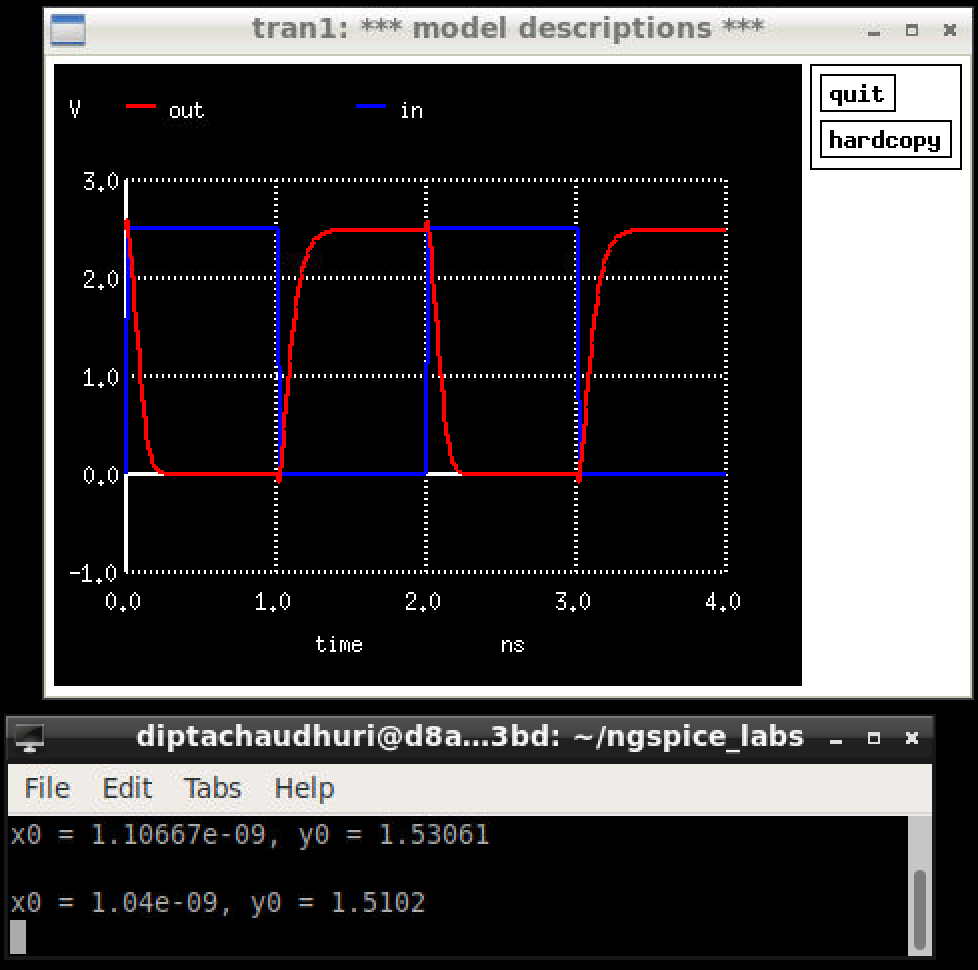 tran1: *** model descriptions ***
quit
hardcopy
V out in
3.0
2.0
1.0
0.0
-1.0
0.0 1.0 2.0 3.0 4.0
time ns
diptachaudhuri@d8a...3bd: ~/ngspice_labs
File Edit Tabs Help
x0 = 1.10667e-09, y0 = 1.53061
x0 = 1.04e-09, y0 = 1.5102